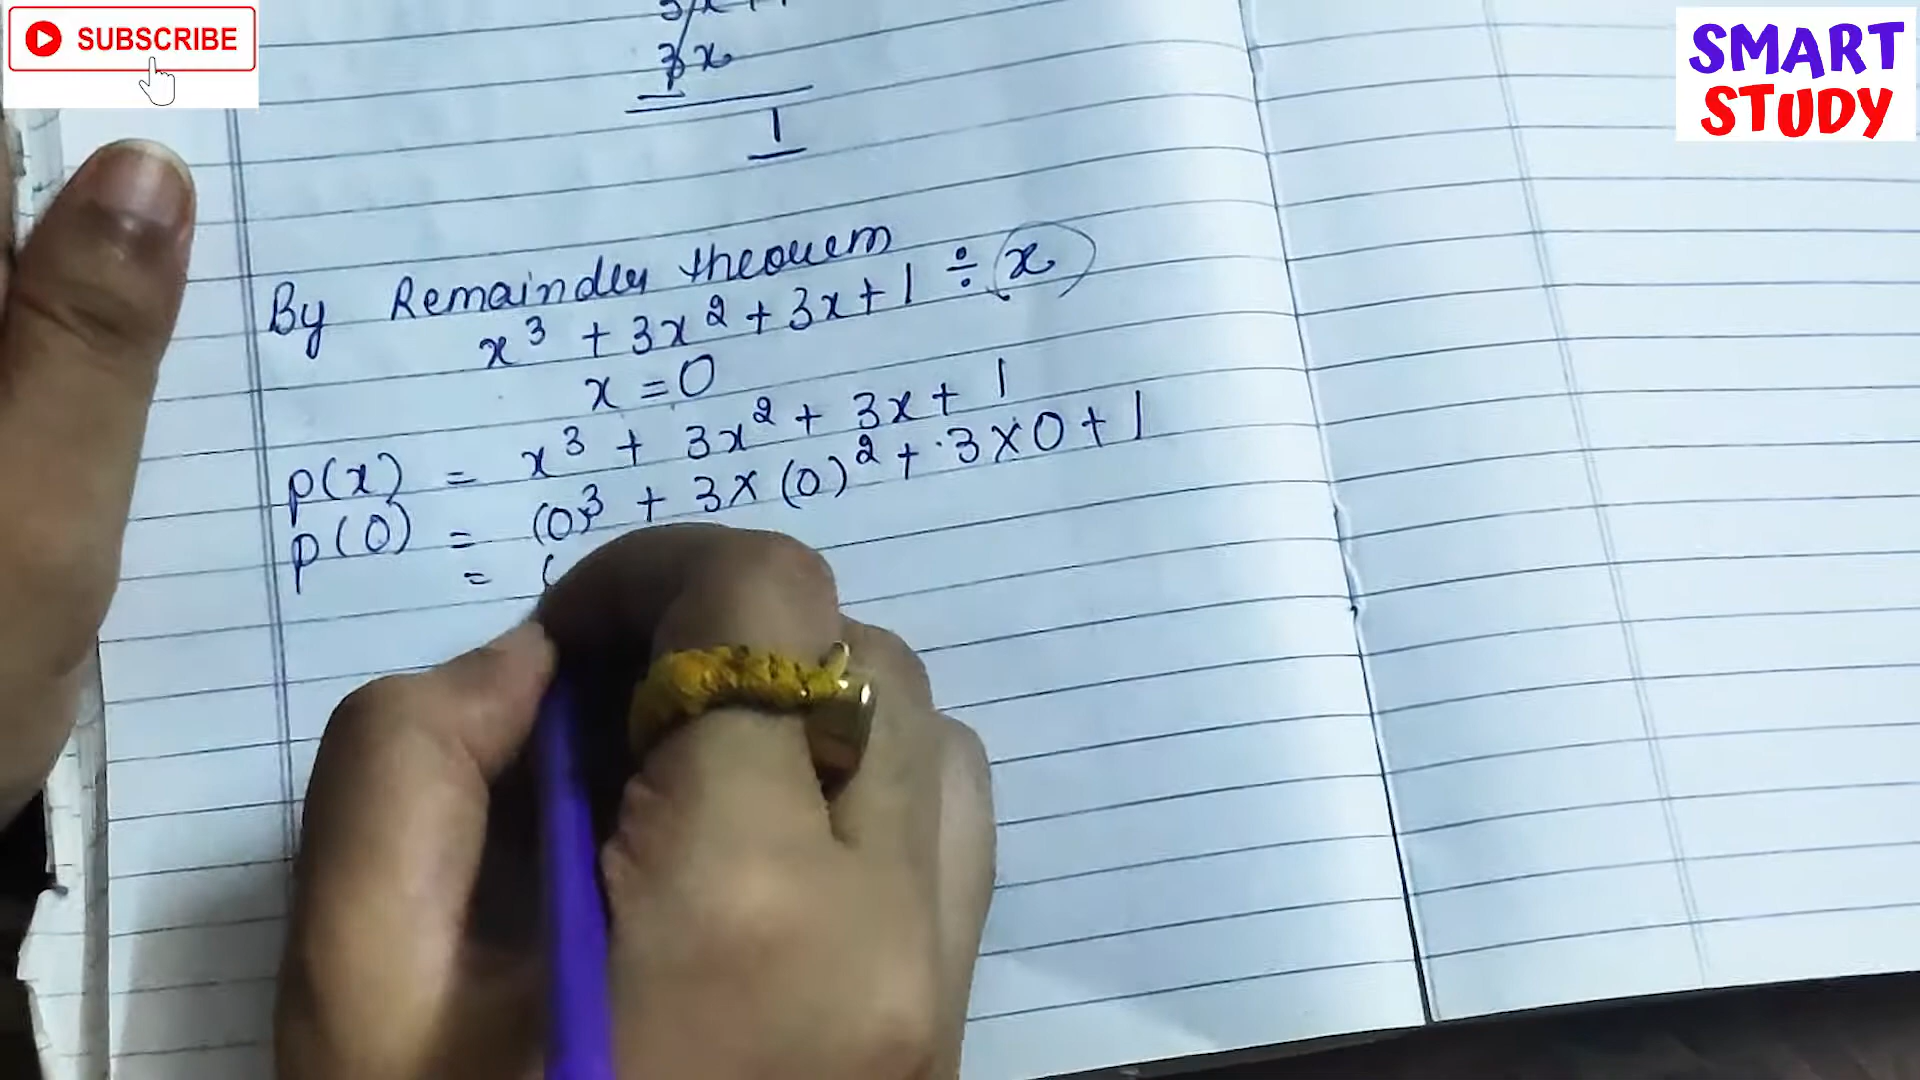 SUBSCRIBE
SMART
STUDY
3x
1
By Remainder theorem
x³ + 3x² + 3x + 1 ÷ x
x = 0
p(x) = x³ + 3x² + 3x + 1
p(0) = (0)³ + 3×(0)² + 3×0 + 1
=